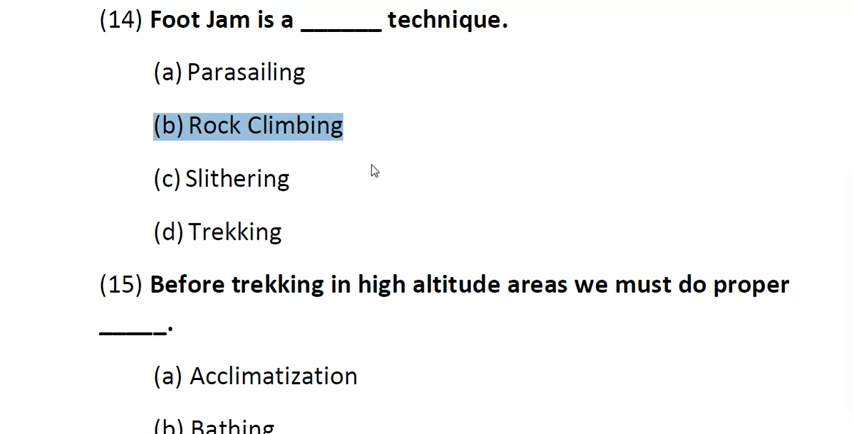 (14) Foot Jam is a ______ technique.
(a) Parasailing
(b) Rock Climbing
(c) Slithering
(d) Trekking
(15) Before trekking in high altitude areas we must do proper
_____.
(a) Acclimatization
(b) Bathing